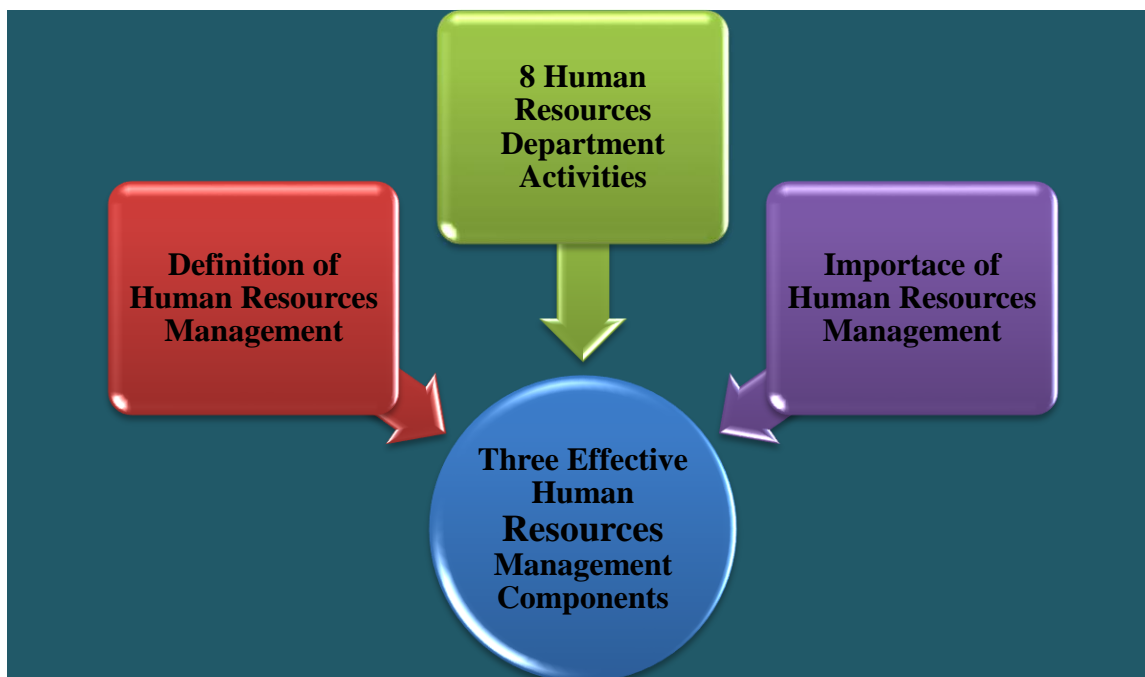 8 Human
Resources
Department
Activities
Definition of
Human Resources
Management
Importace of
Human Resources
Management
Three Effective
Human
Resources
Management
Components